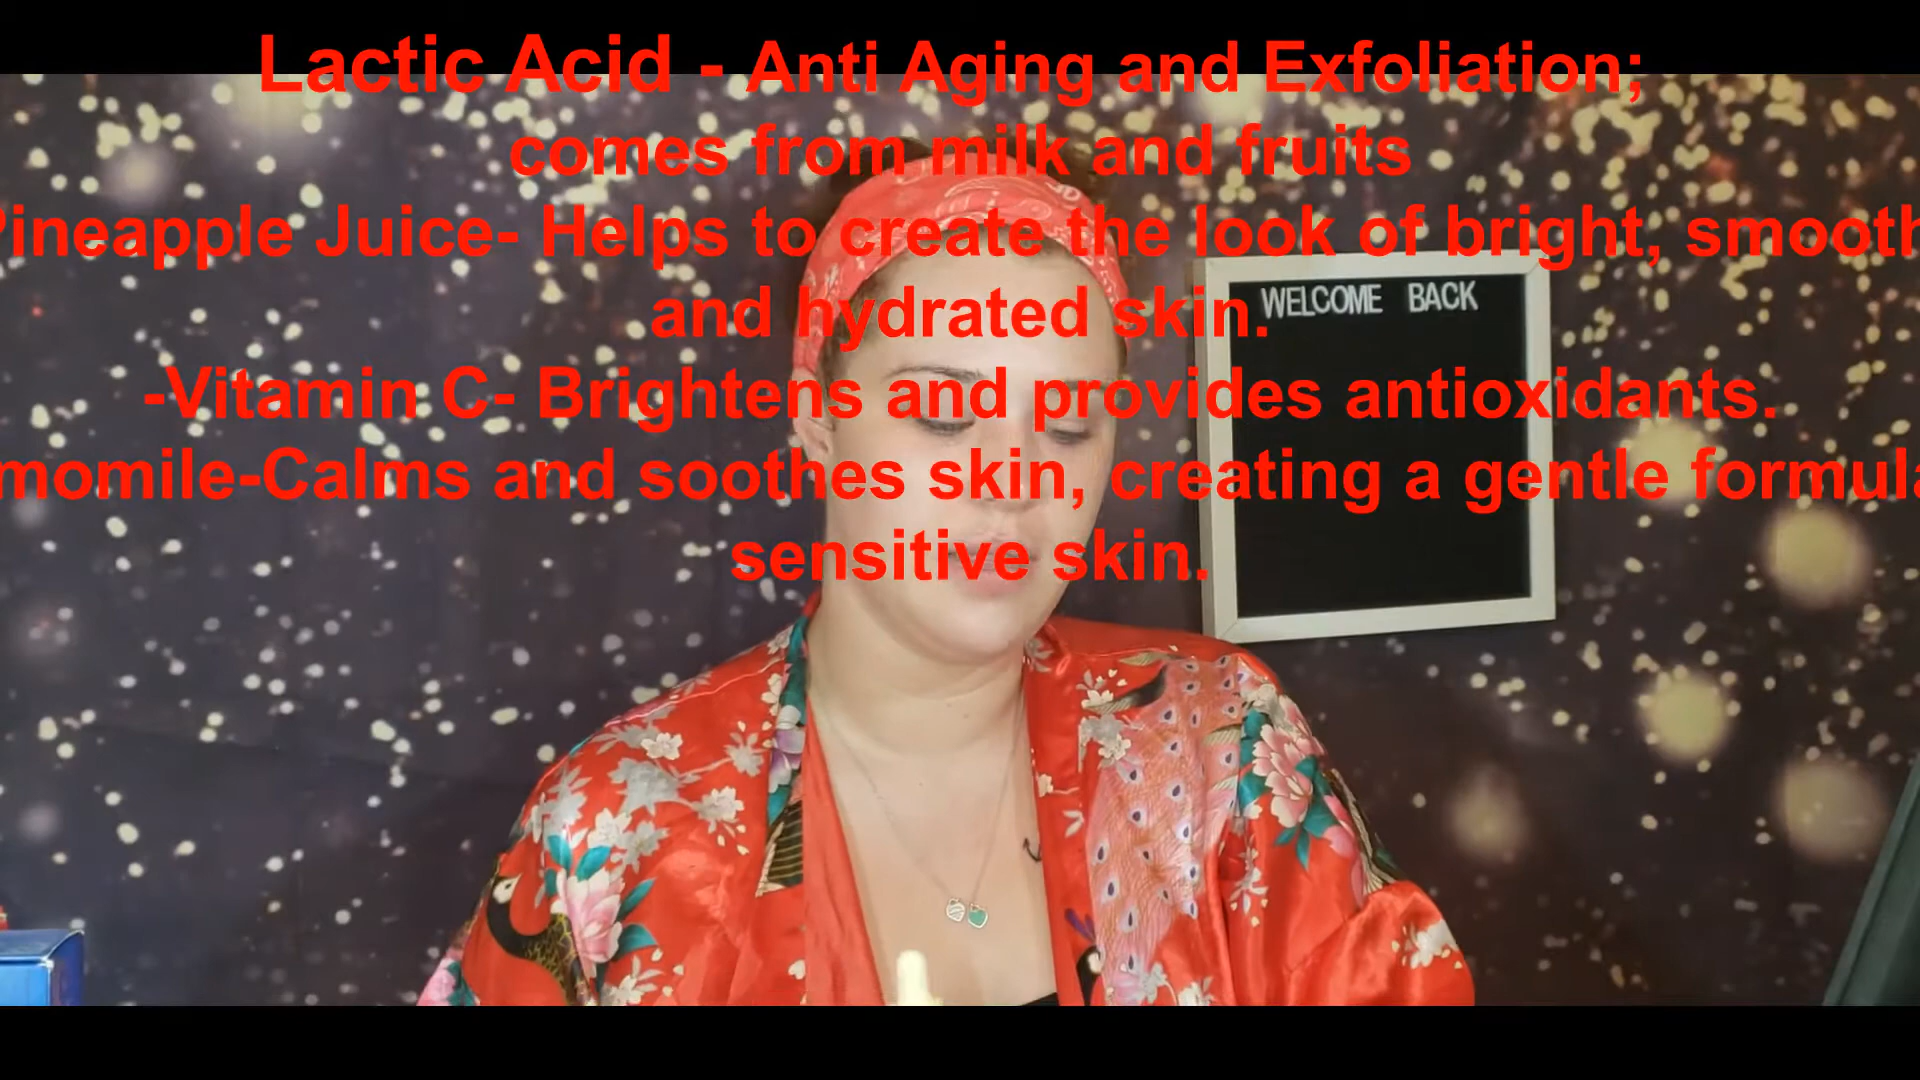 Lactic Acid - Anti Aging and Exfoliation;
comes from milk and fruits
Pineapple Juice- Helps to create the look of bright, smooth
and hydrated skin.
-Vitamin C- Brightens and provides antioxidants.
momile-Calms and soothes skin, creating a gentle formula
sensitive skin.
WELCOME BACK